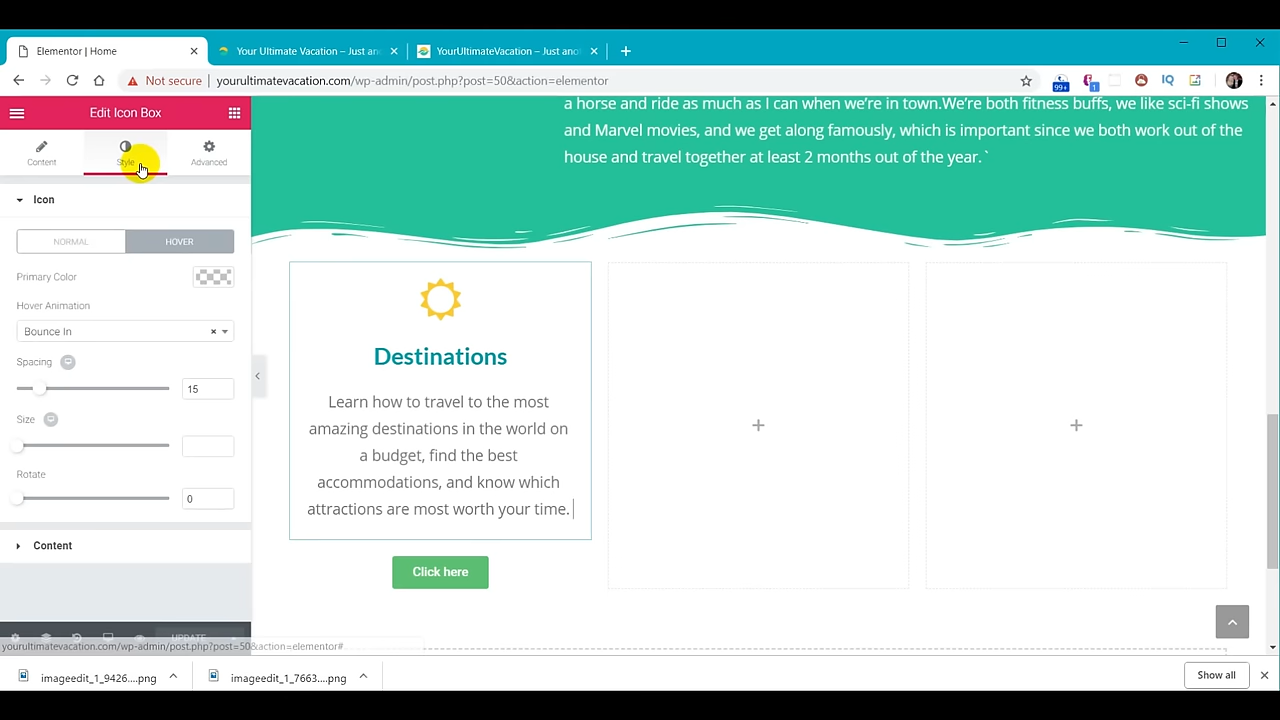 Elementor | Home
Your Ultimate Vacation – Just an
YourUltimateVacation – Just ano
Not secure
yourultimatevacation.com/wp-admin/post.php?post=50&action=elementor
99+
1
IQ
Edit Icon Box
Content
Style
Advanced
Icon
NORMAL
HOVER
Primary Color
Hover Animation
Bounce In
Spacing
15
Size
Rotate
0
Content
UPDATE
yourultimatevacation.com/wp-admin/post.php?post=50&action=elementor#
a horse and ride as much as I can when we’re in town.We’re both fitness buffs, we like sci-fi shows
and Marvel movies, and we get along famously, which is important since we both work out of the
house and travel together at least 2 months out of the year. `
Destinations
Learn how to travel to the most
amazing destinations in the world on
a budget, find the best
accommodations, and know which
attractions are most worth your time.
Click here
imageedit_1_9426....png
imageedit_1_7663....png
Show all